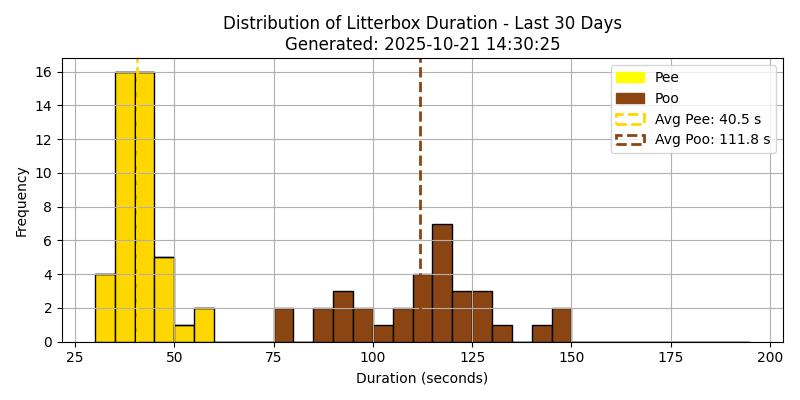 Distribution of Litterbox Duration - Last 30 Days
Generated: 2025-10-21 14:30:25
Pee
Poo
Avg Pee: 40.5 s
Avg Poo: 111.8 s
Frequency
16
14
12
10
8
6
4
2
0
25 50 75 100 125 150 175 200
Duration (seconds)